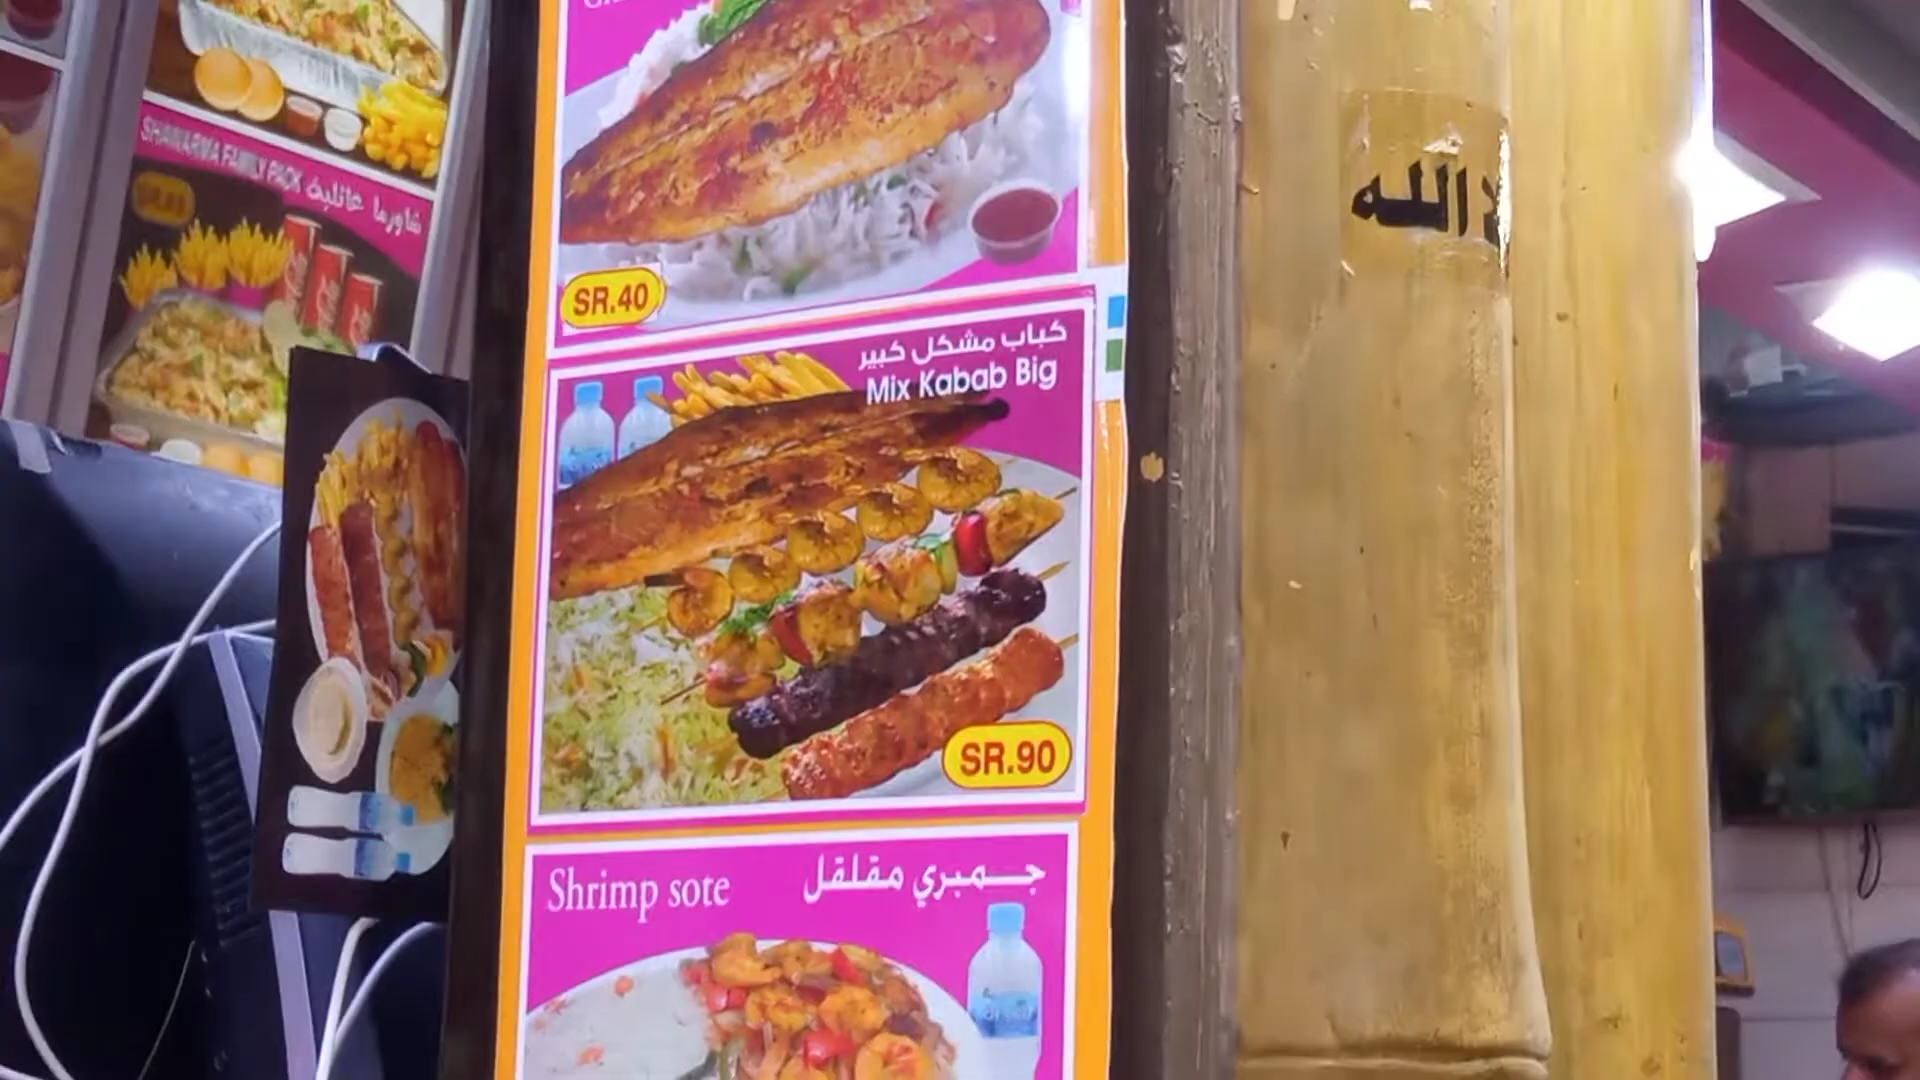 SHAWARMA FAMILY PACK شاورما عائلية
SR.40
كباب مشكل كبير
Mix Kabab Big
SR.90
Shrimp sote
جمبري مقلقل
الله